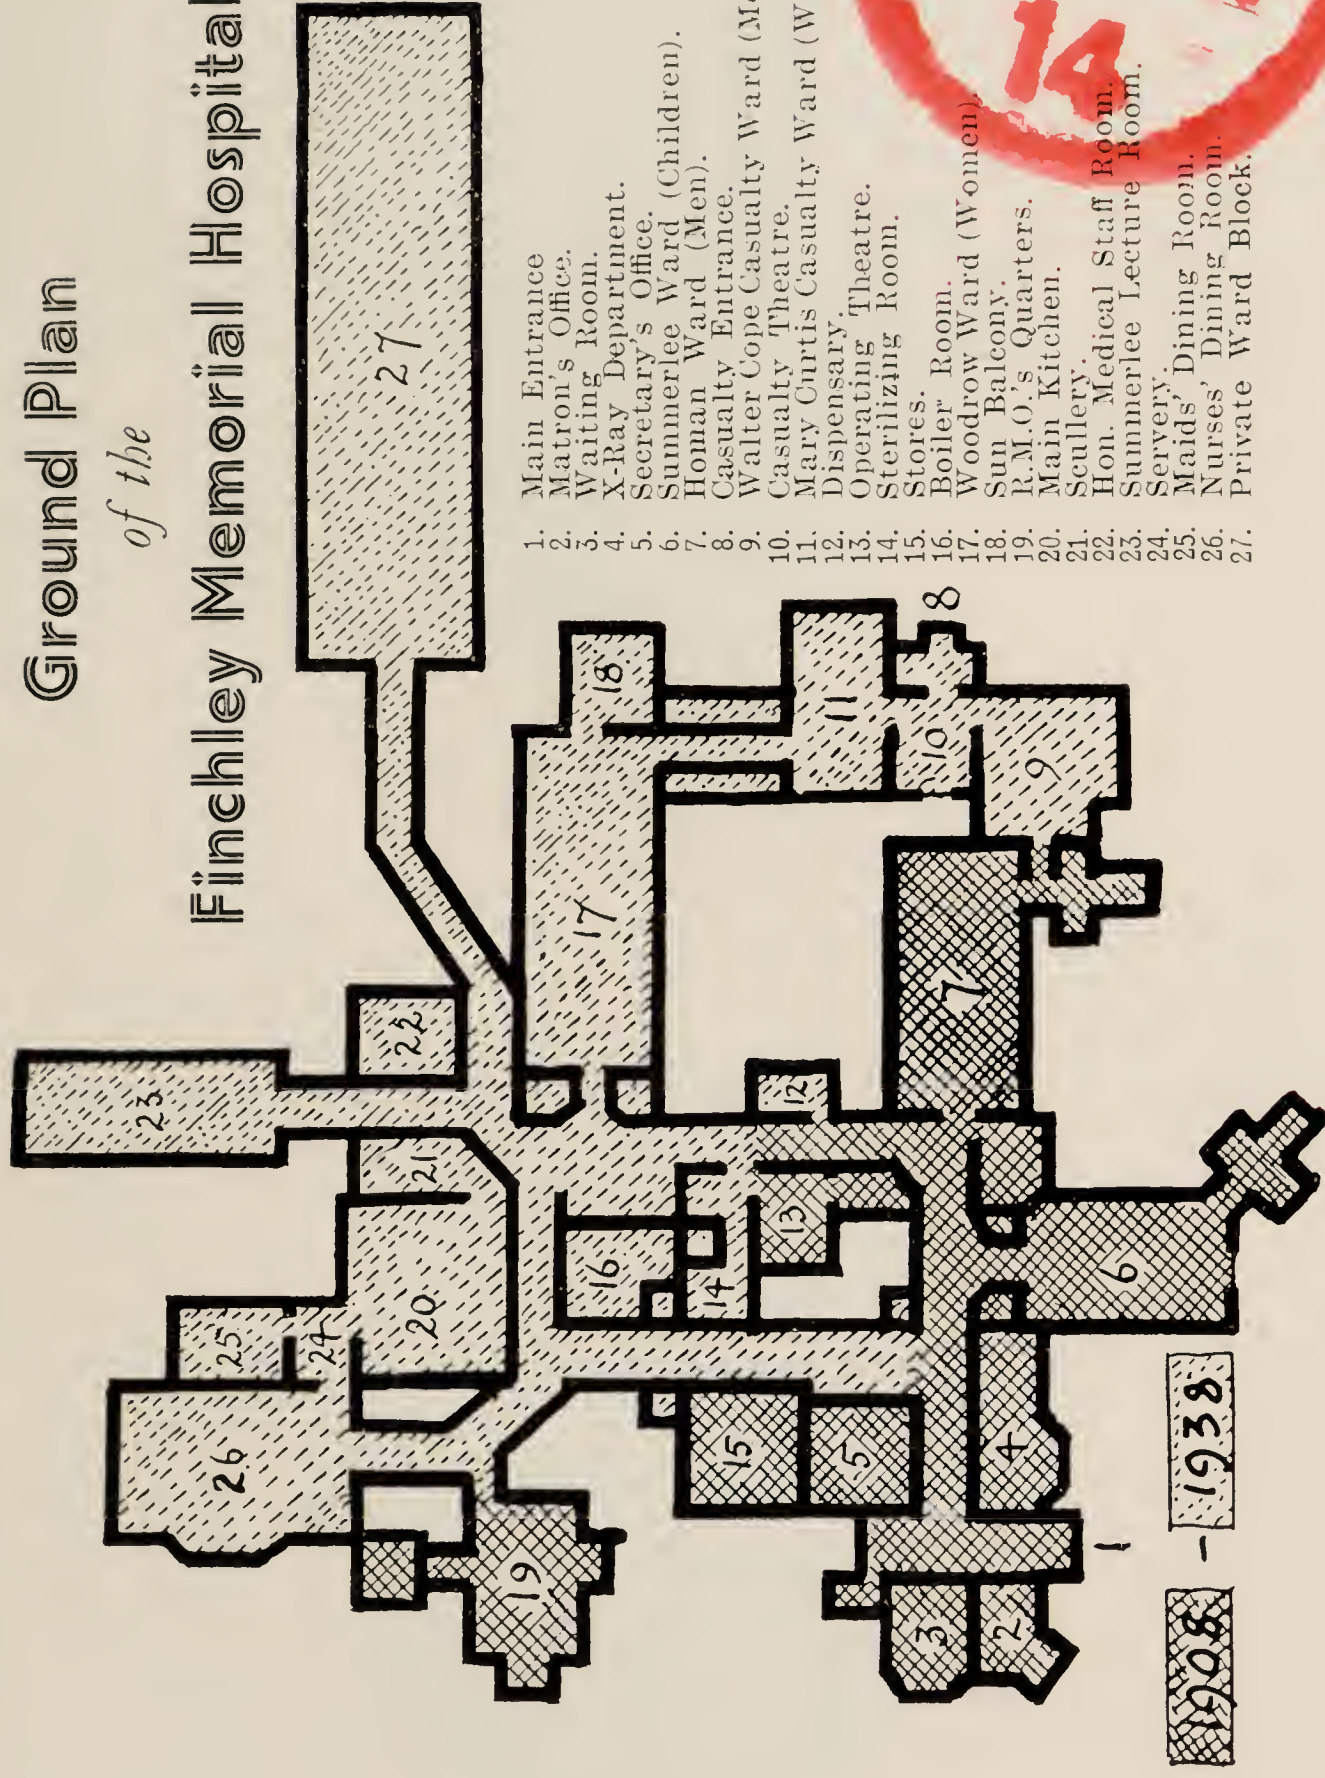 Ground Plan
of the
Finchley Memorial Hospital
1. Main Entrance
2. Matron's Office.
3. Waiting Room.
4. X-Ray Department.
5. Secretary's Office.
6. Summerlee Ward (Children).
7. Homan Ward (Men).
8. Casualty Entrance.
9. Walter Cope Casualty Ward
10. Casualty Theatre.
11. Mary Curtis Casualty Ward
12. Dispensary.
13. Operating Theatre.
14. Sterilizing Room.
15. Stores.
16. Boiler Room.
17. Woodrow Ward (Women).
18. Sun Balcony.
19. R.M.O.'s Quarters.
20. Main Kitchen.
21. Scullery.
22. Hon. Medical Staff Room.
23. Summerlee Lecture Room.
24. Servery.
25. Maids' Dining Room.
26. Nurses' Dining Room.
27. Private Ward Block.
14
27
23
22
21
18
17
11
8
10
9
7
12
13
16
14
20
25
24
26
6
15
5
4
19
3
2
1
1908 - 1938